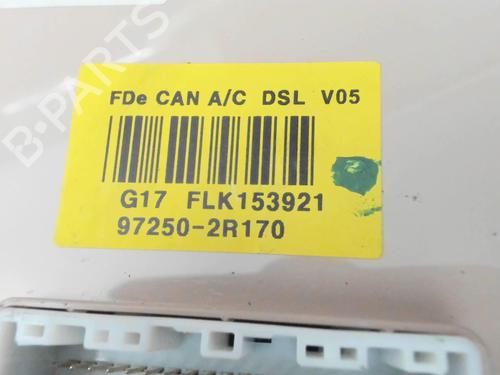 B-PARTS
FDe CAN A/C DSL V05
G17 FLK153921
97250-2R170